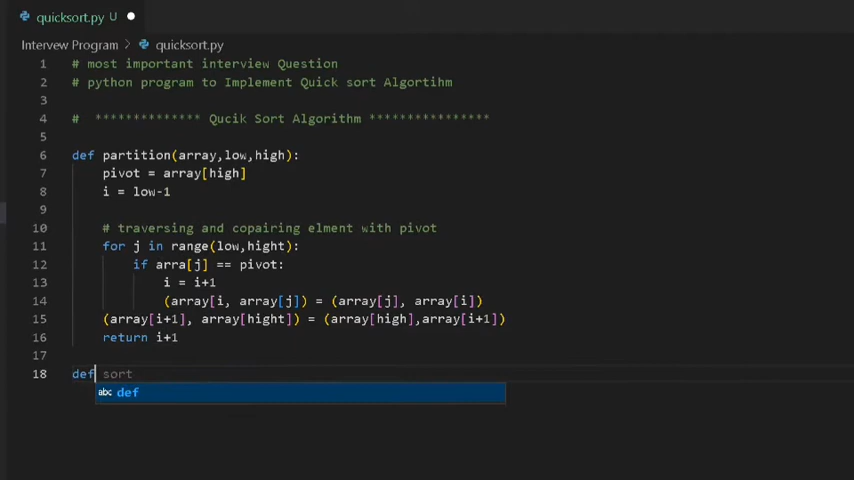 quicksort.py U
Intervew Program > quicksort.py
1 # most important interview Question
2 # python program to Implement Quick sort Algortihm
3
4 # ************** Qucik Sort Algorithm ****************
5
6 def partition(array,low,high):
7 pivot = array[high]
8 i = low-1
9
10 # traversing and copairing elment with pivot
11 for j in range(low,hight):
12 if arra[j] == pivot:
13 i = i+1
14 (array[i, array[j]) = (array[j], array[i])
15 (array[i+1], array[hight]) = (array[high],array[i+1])
16 return i+1
17
18 def sort
abc def